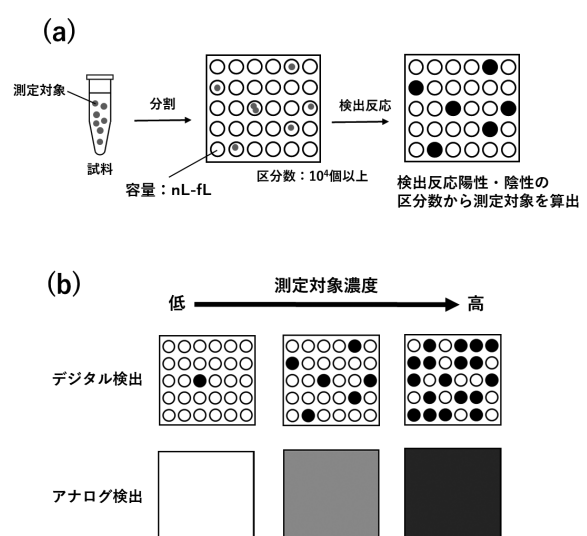 (a)
測定対象
分割
検出反応
試料
容量：nL-fL
区分数：10⁴個以上
検出反応陽性・陰性の
区分数から測定対象を算出
(b)
測定対象濃度
低
高
デジタル検出
アナログ検出